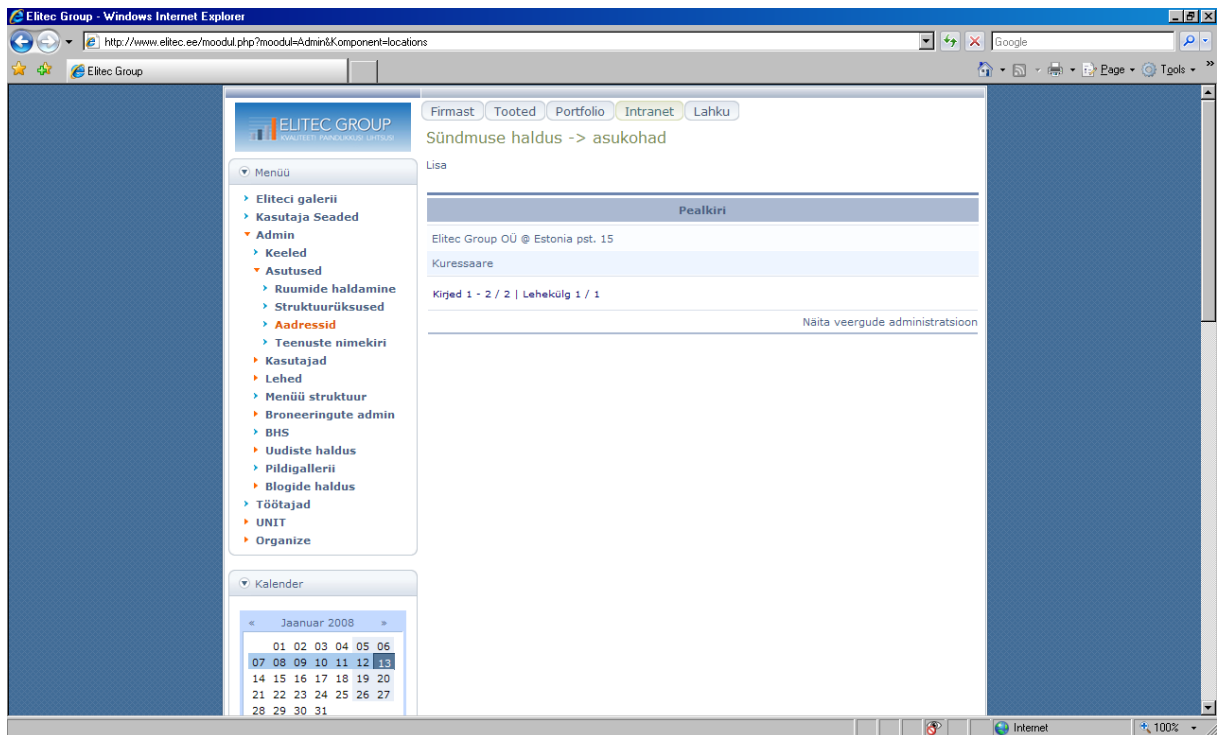 Elitec Group - Windows Internet Explorer
http://www.elitec.ee/moodul.php?moodul=Admin&Komponent=locations
Google
Elitec Group
Page
Tools
ELITEC GROUP
KVALITEETI PAINDLIKKUSI ÜHTSUSI
Firmast Tooted Portfolio Intranet Lahku
Sündmuse haldus -> asukohad
Lisa
Menüü
Eliteci galerii
Kasutaja Seaded
Admin
Keeled
Asutused
Ruumide haldamine
Struktuurüksused
Aadressid
Teenuste nimekiri
Kasutajad
Lehed
Menüü struktuur
Broneeringute admin
BHS
Uudiste haldus
Pildigallerii
Blogide haldus
Töötajad
UNIT
Organize
Pealkiri
Elitec Group OÜ @ Estonia pst. 15
Kuressaare
Kirjed 1 - 2 / 2 | Lehekülg 1 / 1
Näita veergude administratsioon
Kalender
« Jaanuar 2008 »
01 02 03 04 05 06
07 08 09 10 11 12 13
14 15 16 17 18 19 20
21 22 23 24 25 26 27
28 29 30 31
Internet
100%